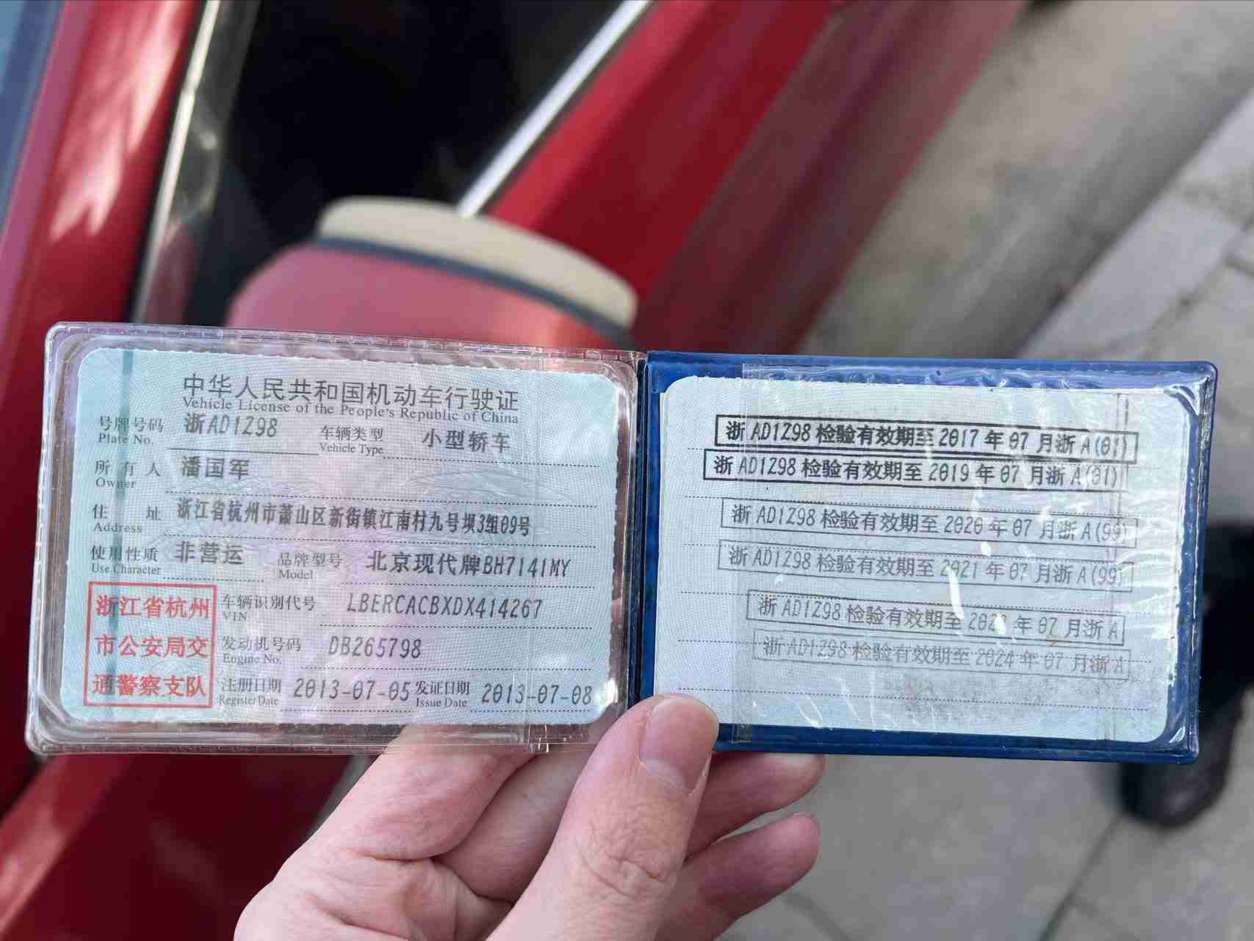 中华人民共和国机动车行驶证
Vehicle License of the People's Republic of China
号牌号码 浙AD1Z98 车辆类型 小型轿车
Plate No. Vehicle Type
所有人 潘国军
Owner
住址 浙江省杭州市萧山区新街镇江南村九号坝3组09号
Address
使用性质 非营运 品牌型号 北京现代牌BH7141MY
Use Character Model
浙江省杭州
市公安局交
通警察支队
车辆识别代号 LBERCACBXDX414267
VIN
发动机号码 DB265798
Engine No.
注册日期 2013-07-05 发证日期 2013-07-08
Register Date Issue Date
浙AD1Z98检验有效期至2017年07月浙A(01)
浙AD1Z98检验有效期至2019年07月浙A(01)
浙AD1Z98检验有效期至2020年07月浙A(99)
浙AD1Z98检验有效期至2021年07月浙A(99)
浙AD1Z98检验有效期至 年07月浙A
浙AD1Z98检验有效期至2024年07月浙A